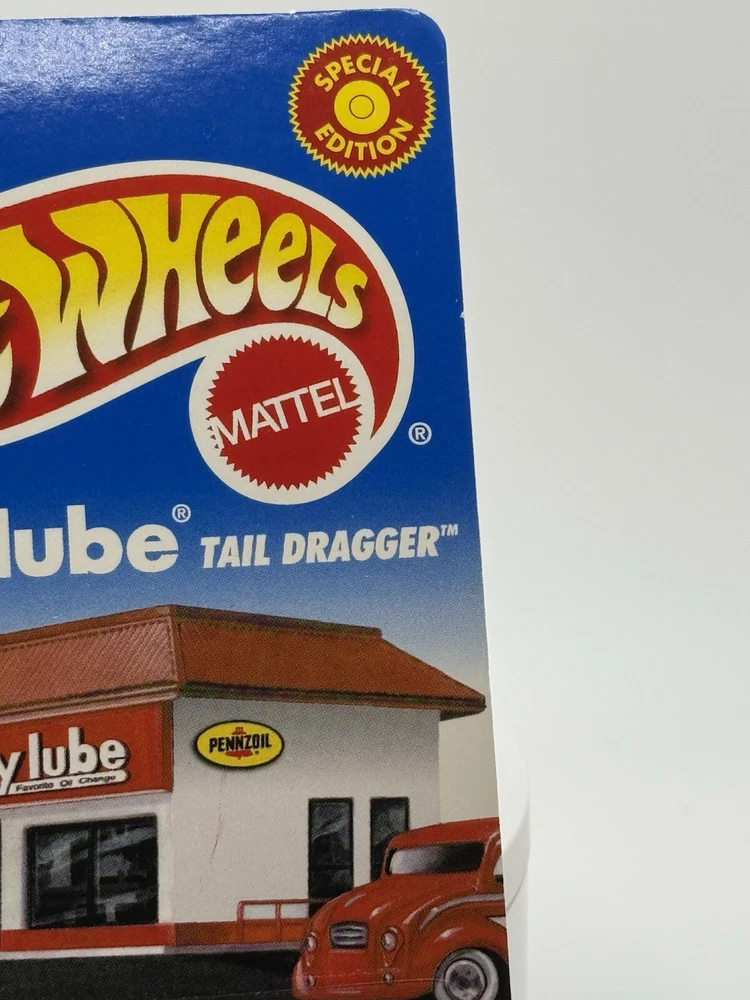 SPECIAL
EDITION
WHEELS
MATTEL
®
lube® TAIL DRAGGER™
y lube
Favorite Oil Change
PENNZOIL